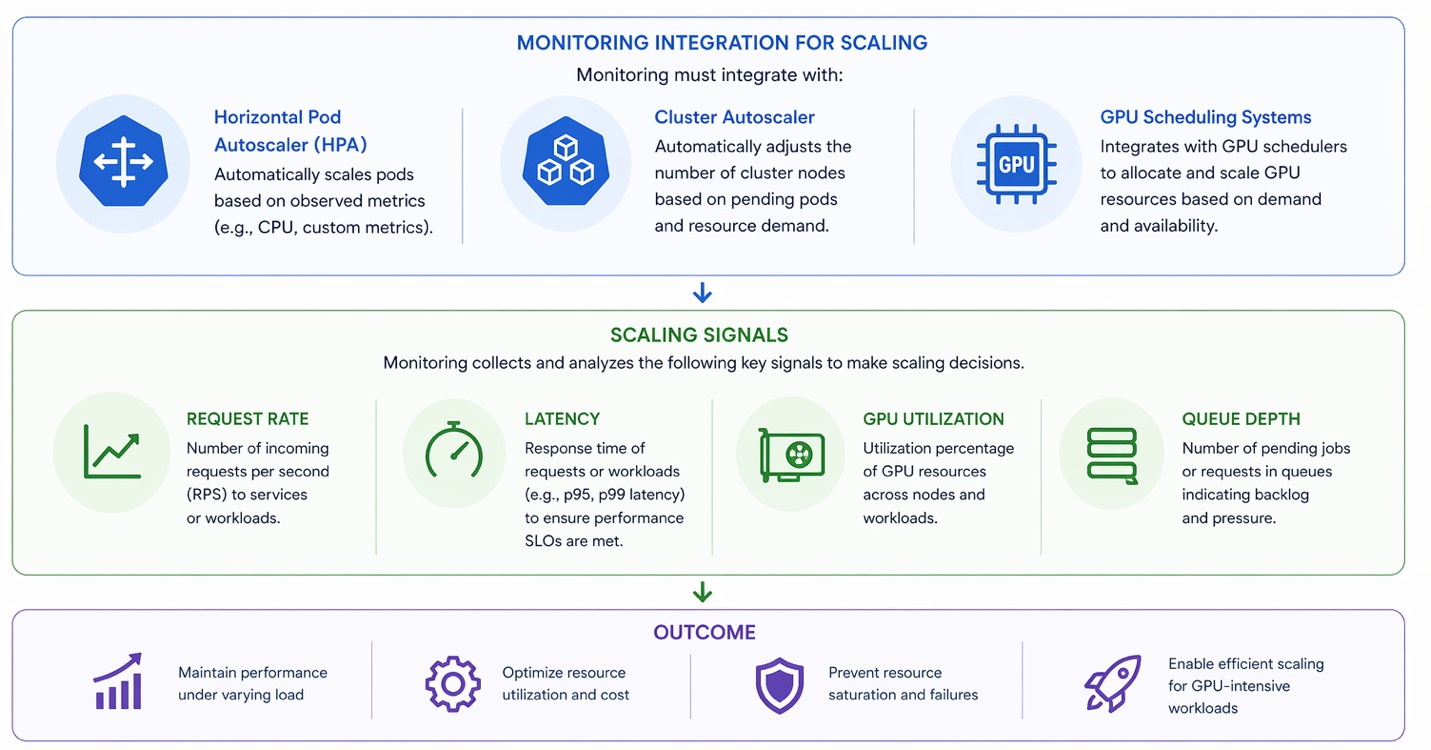 MONITORING INTEGRATION FOR SCALING
Monitoring must integrate with:
Horizontal Pod
Autoscaler (HPA)
Automatically scales pods
based on observed metrics
(e.g., CPU, custom metrics).
Cluster Autoscaler
Automatically adjusts the
number of cluster nodes
based on pending pods
and resource demand.
GPU
GPU Scheduling Systems
Integrates with GPU schedulers
to allocate and scale GPU
resources based on demand
and availability.
SCALING SIGNALS
Monitoring collects and analyzes the following key signals to make scaling decisions.
REQUEST RATE
Number of incoming
requests per second
(RPS) to services
or workloads.
LATENCY
Response time of
requests or workloads
(e.g., p95, p99 latency)
to ensure performance
SLOs are met.
GPU UTILIZATION
Utilization percentage
of GPU resources
across nodes and
workloads.
QUEUE DEPTH
Number of pending jobs
or requests in queues
indicating backlog
and pressure.
OUTCOME
Maintain performance
under varying load
Optimize resource
utilization and cost
Prevent resource
saturation and failures
Enable efficient scaling
for GPU-intensive
workloads